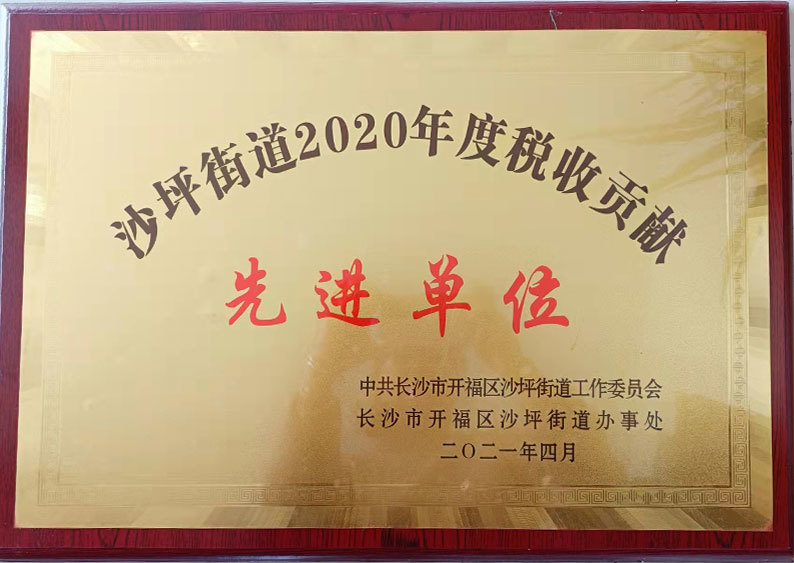 沙坪街道2020年度税收贡献
先进单位
中共长沙市开福区沙坪街道工作委员会
长沙市开福区沙坪街道办事处
二〇二一年四月